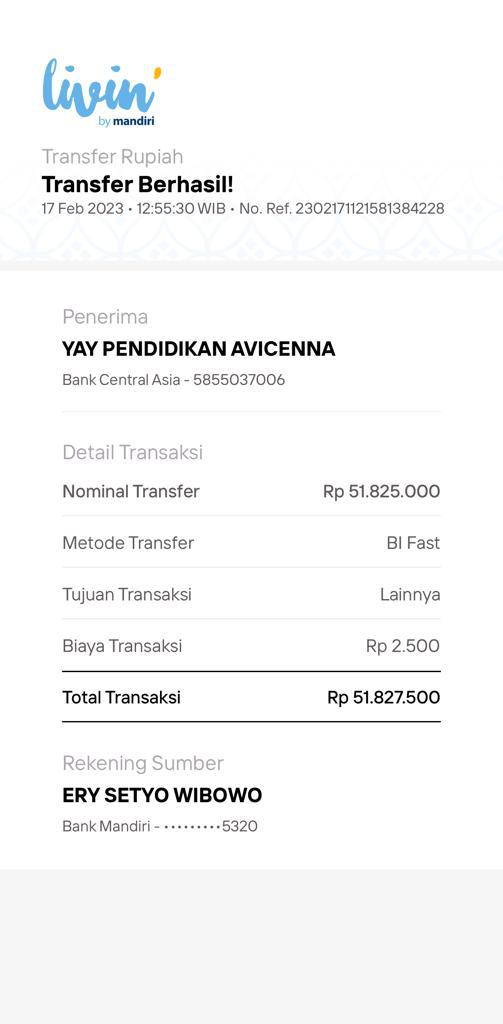 livin'
by mandiri
Transfer Rupiah
Transfer Berhasil!
17 Feb 2023 • 12:55:30 WIB • No. Ref. 2302171121581384228
Penerima
YAY PENDIDIKAN AVICENNA
Bank Central Asia - 5855037006
Detail Transaksi
Nominal Transfer Rp 51.825.000
Metode Transfer BI Fast
Tujuan Transaksi Lainnya
Biaya Transaksi Rp 2.500
Total Transaksi Rp 51.827.500
Rekening Sumber
ERY SETYO WIBOWO
Bank Mandiri - •••••••••5320